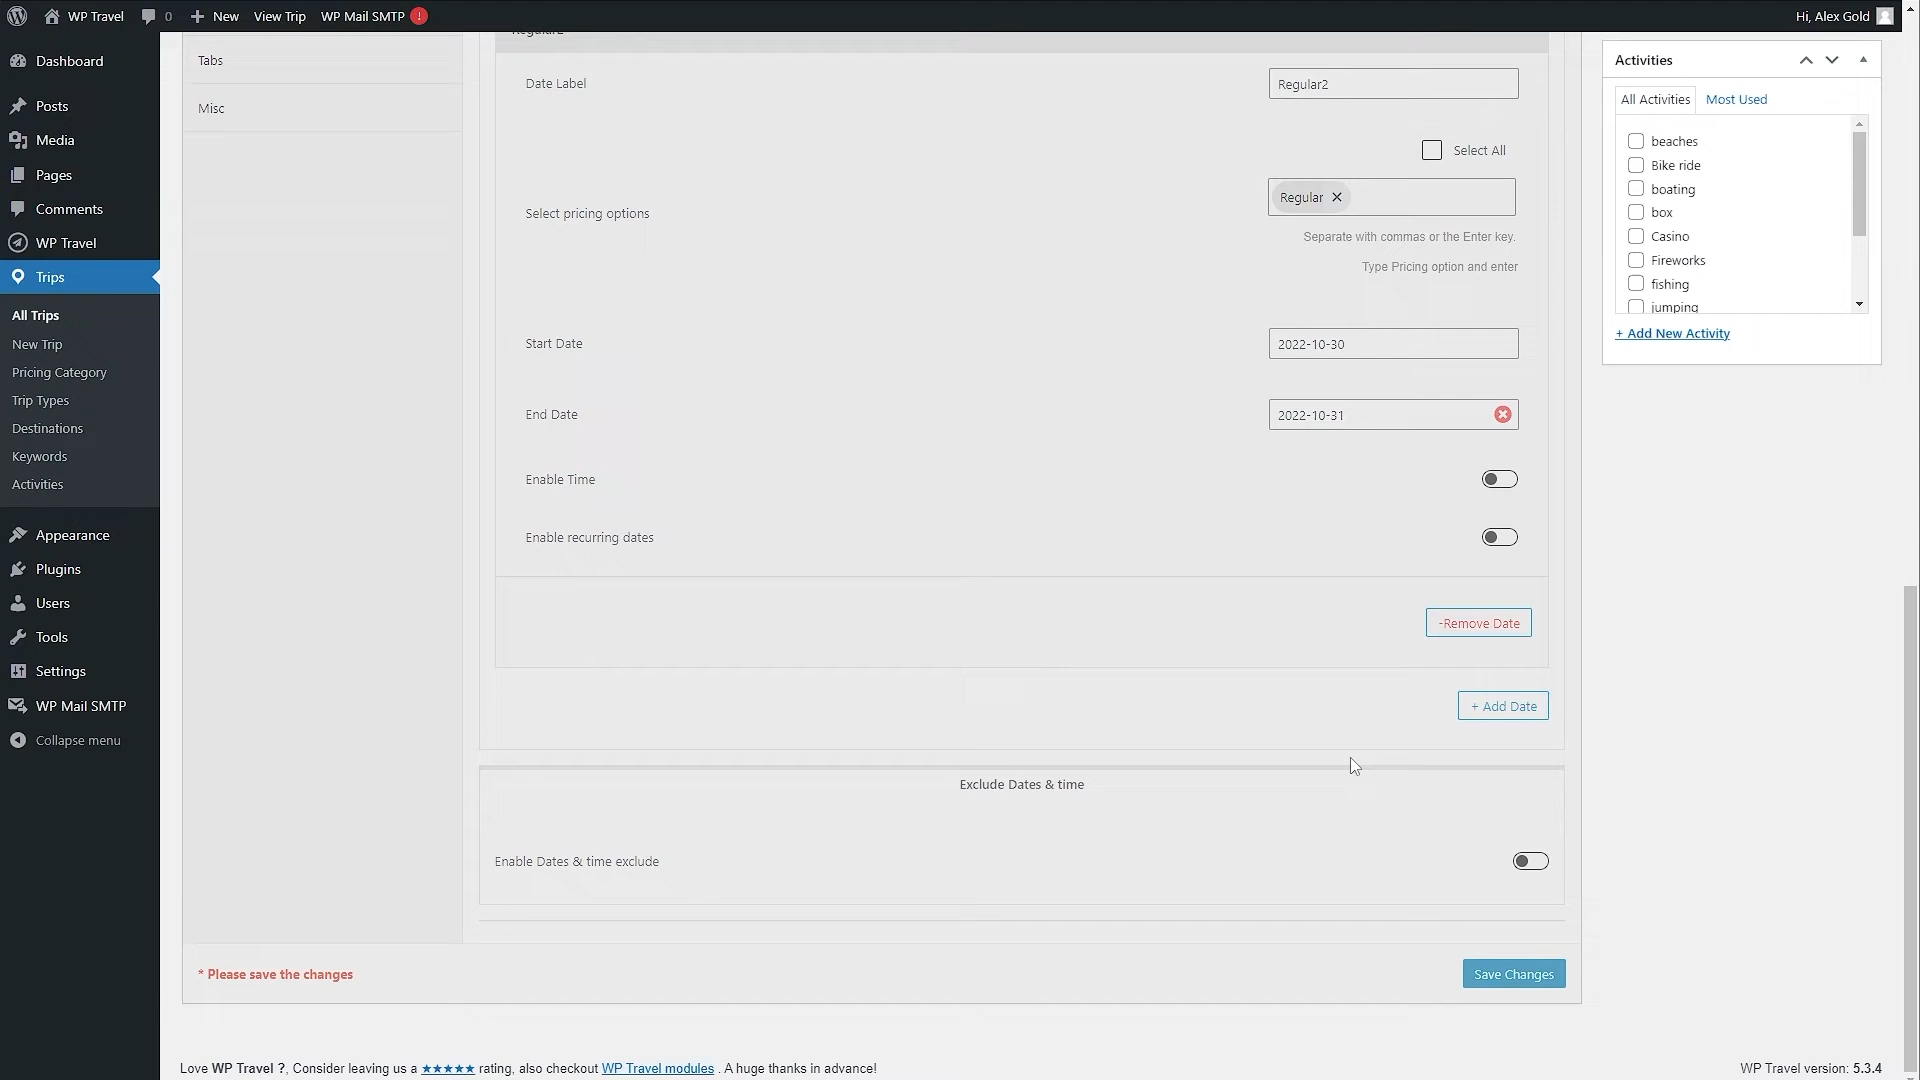 WP Travel
0
New
View Trip
WP Mail SMTP
!
Hi, Alex Gold
Dashboard
Posts
Media
Pages
Comments
WP Travel
Trips
All Trips
New Trip
Pricing Category
Trip Types
Destinations
Keywords
Activities
Appearance
Plugins
Users
Tools
Settings
WP Mail SMTP
Collapse menu
Tabs
Misc
Regular2
Date Label
Regular2
Select All
Select pricing options
Regular
Separate with commas or the Enter key.
Type Pricing option and enter
Start Date
2022-10-30
End Date
2022-10-31
Enable Time
Enable recurring dates
-Remove Date
+ Add Date
Exclude Dates & time
Enable Dates & time exclude
* Please save the changes
Save Changes
Activities
All Activities
Most Used
beaches
Bike ride
boating
box
Casino
Fireworks
fishing
jumping
+ Add New Activity
Love WP Travel ?, Consider leaving us a ★★★★★ rating, also checkout WP Travel modules . A huge thanks in advance!
WP Travel version: 5.3.4